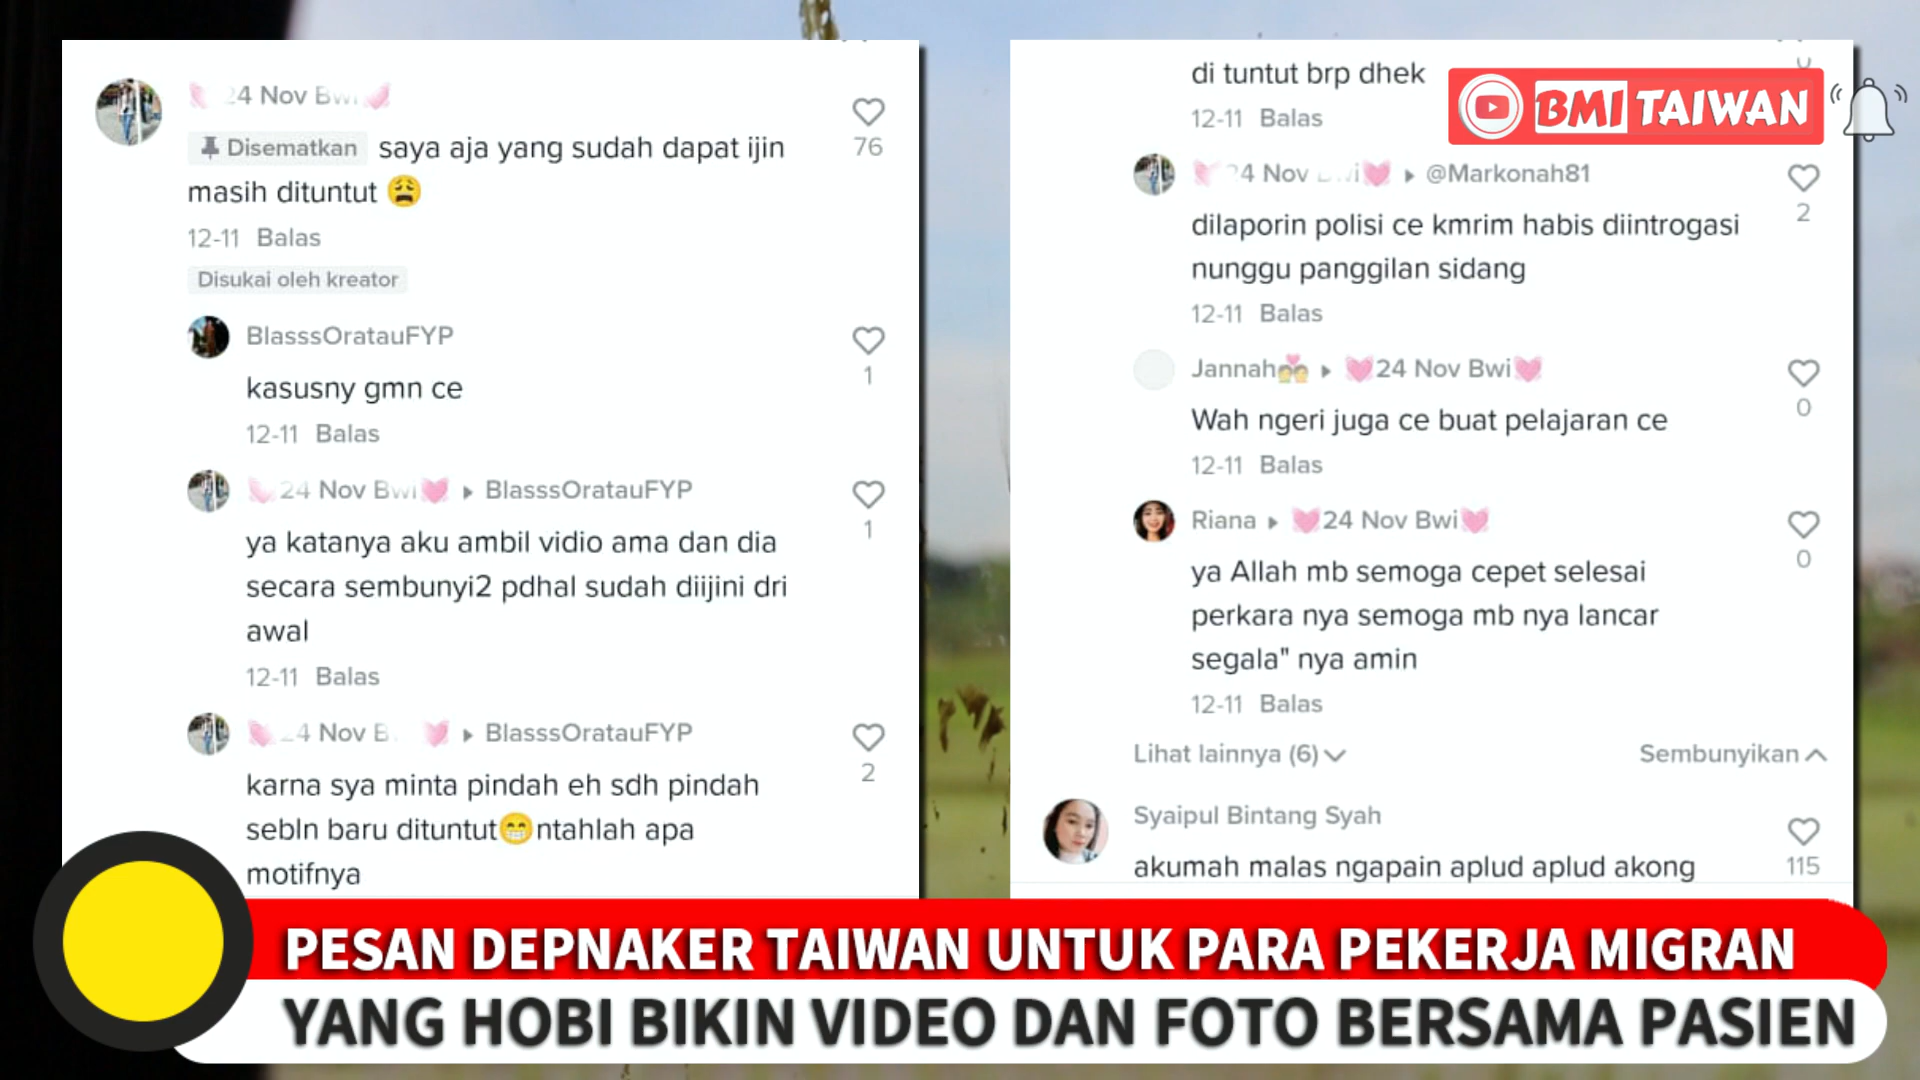 24 Nov Bwi
76
Disematkan saya aja yang sudah dapat ijin
masih dituntut 😩
12-11 Balas
Disukai oleh kreator
BlasssOratauFYP
kasusny gmn ce
1
12-11 Balas
24 Nov Bwi ▸ BlasssOratauFYP
ya katanya aku ambil vidio ama dan dia
1
secara sembunyi2 pdhal sudah diijini dri
awal
12-11 Balas
4 Nov B ▸ BlasssOratauFYP
karna sya minta pindah eh sdh pindah
2
sebln baru dituntut😁ntahlah apa
motifnya
di tuntut brp dhek
12-11 Balas
BMI TAIWAN
4 Nov wi💓 ▸ @Markonah81
2
dilaporin polisi ce kmrim habis diintrogasi
nunggu panggilan sidang
12-11 Balas
Jannah💑 ▸ 💓24 Nov Bwi💓
0
Wah ngeri juga ce buat pelajaran ce
12-11 Balas
Riana ▸ 💓24 Nov Bwi💓
0
ya Allah mb semoga cepet selesai
perkara nya semoga mb nya lancar
segala" nya amin
12-11 Balas
Lihat lainnya (6) Sembunyikan
Syaipul Bintang Syah
akumah malas ngapain aplud aplud akong
115
PESAN DEPNAKER TAIWAN UNTUK PARA PEKERJA MIGRAN
YANG HOBI BIKIN VIDEO DAN FOTO BERSAMA PASIEN